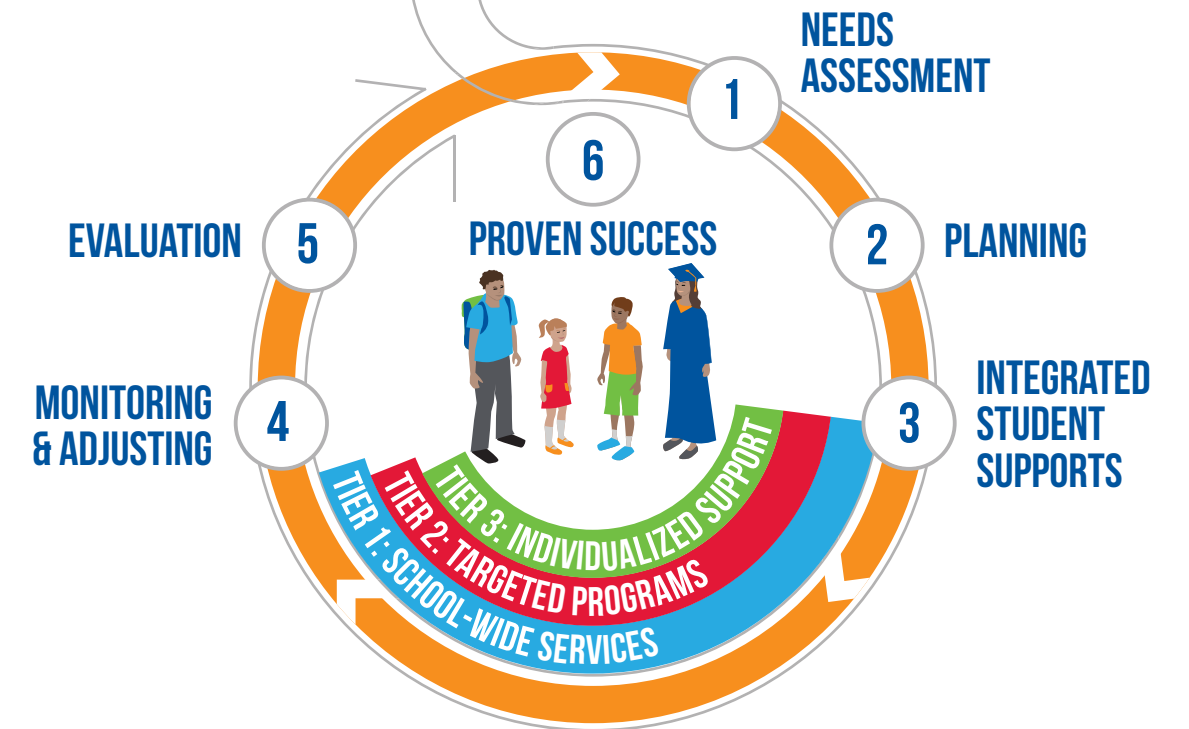 1
NEEDS
ASSESSMENT
2
PLANNING
3
INTEGRATED
STUDENT
SUPPORTS
4
MONITORING
& ADJUSTING
5
EVALUATION
6
PROVEN SUCCESS
TIER 3: INDIVIDUALIZED SUPPORT
TIER 2: TARGETED PROGRAMS
TIER 1: SCHOOL-WIDE SERVICES